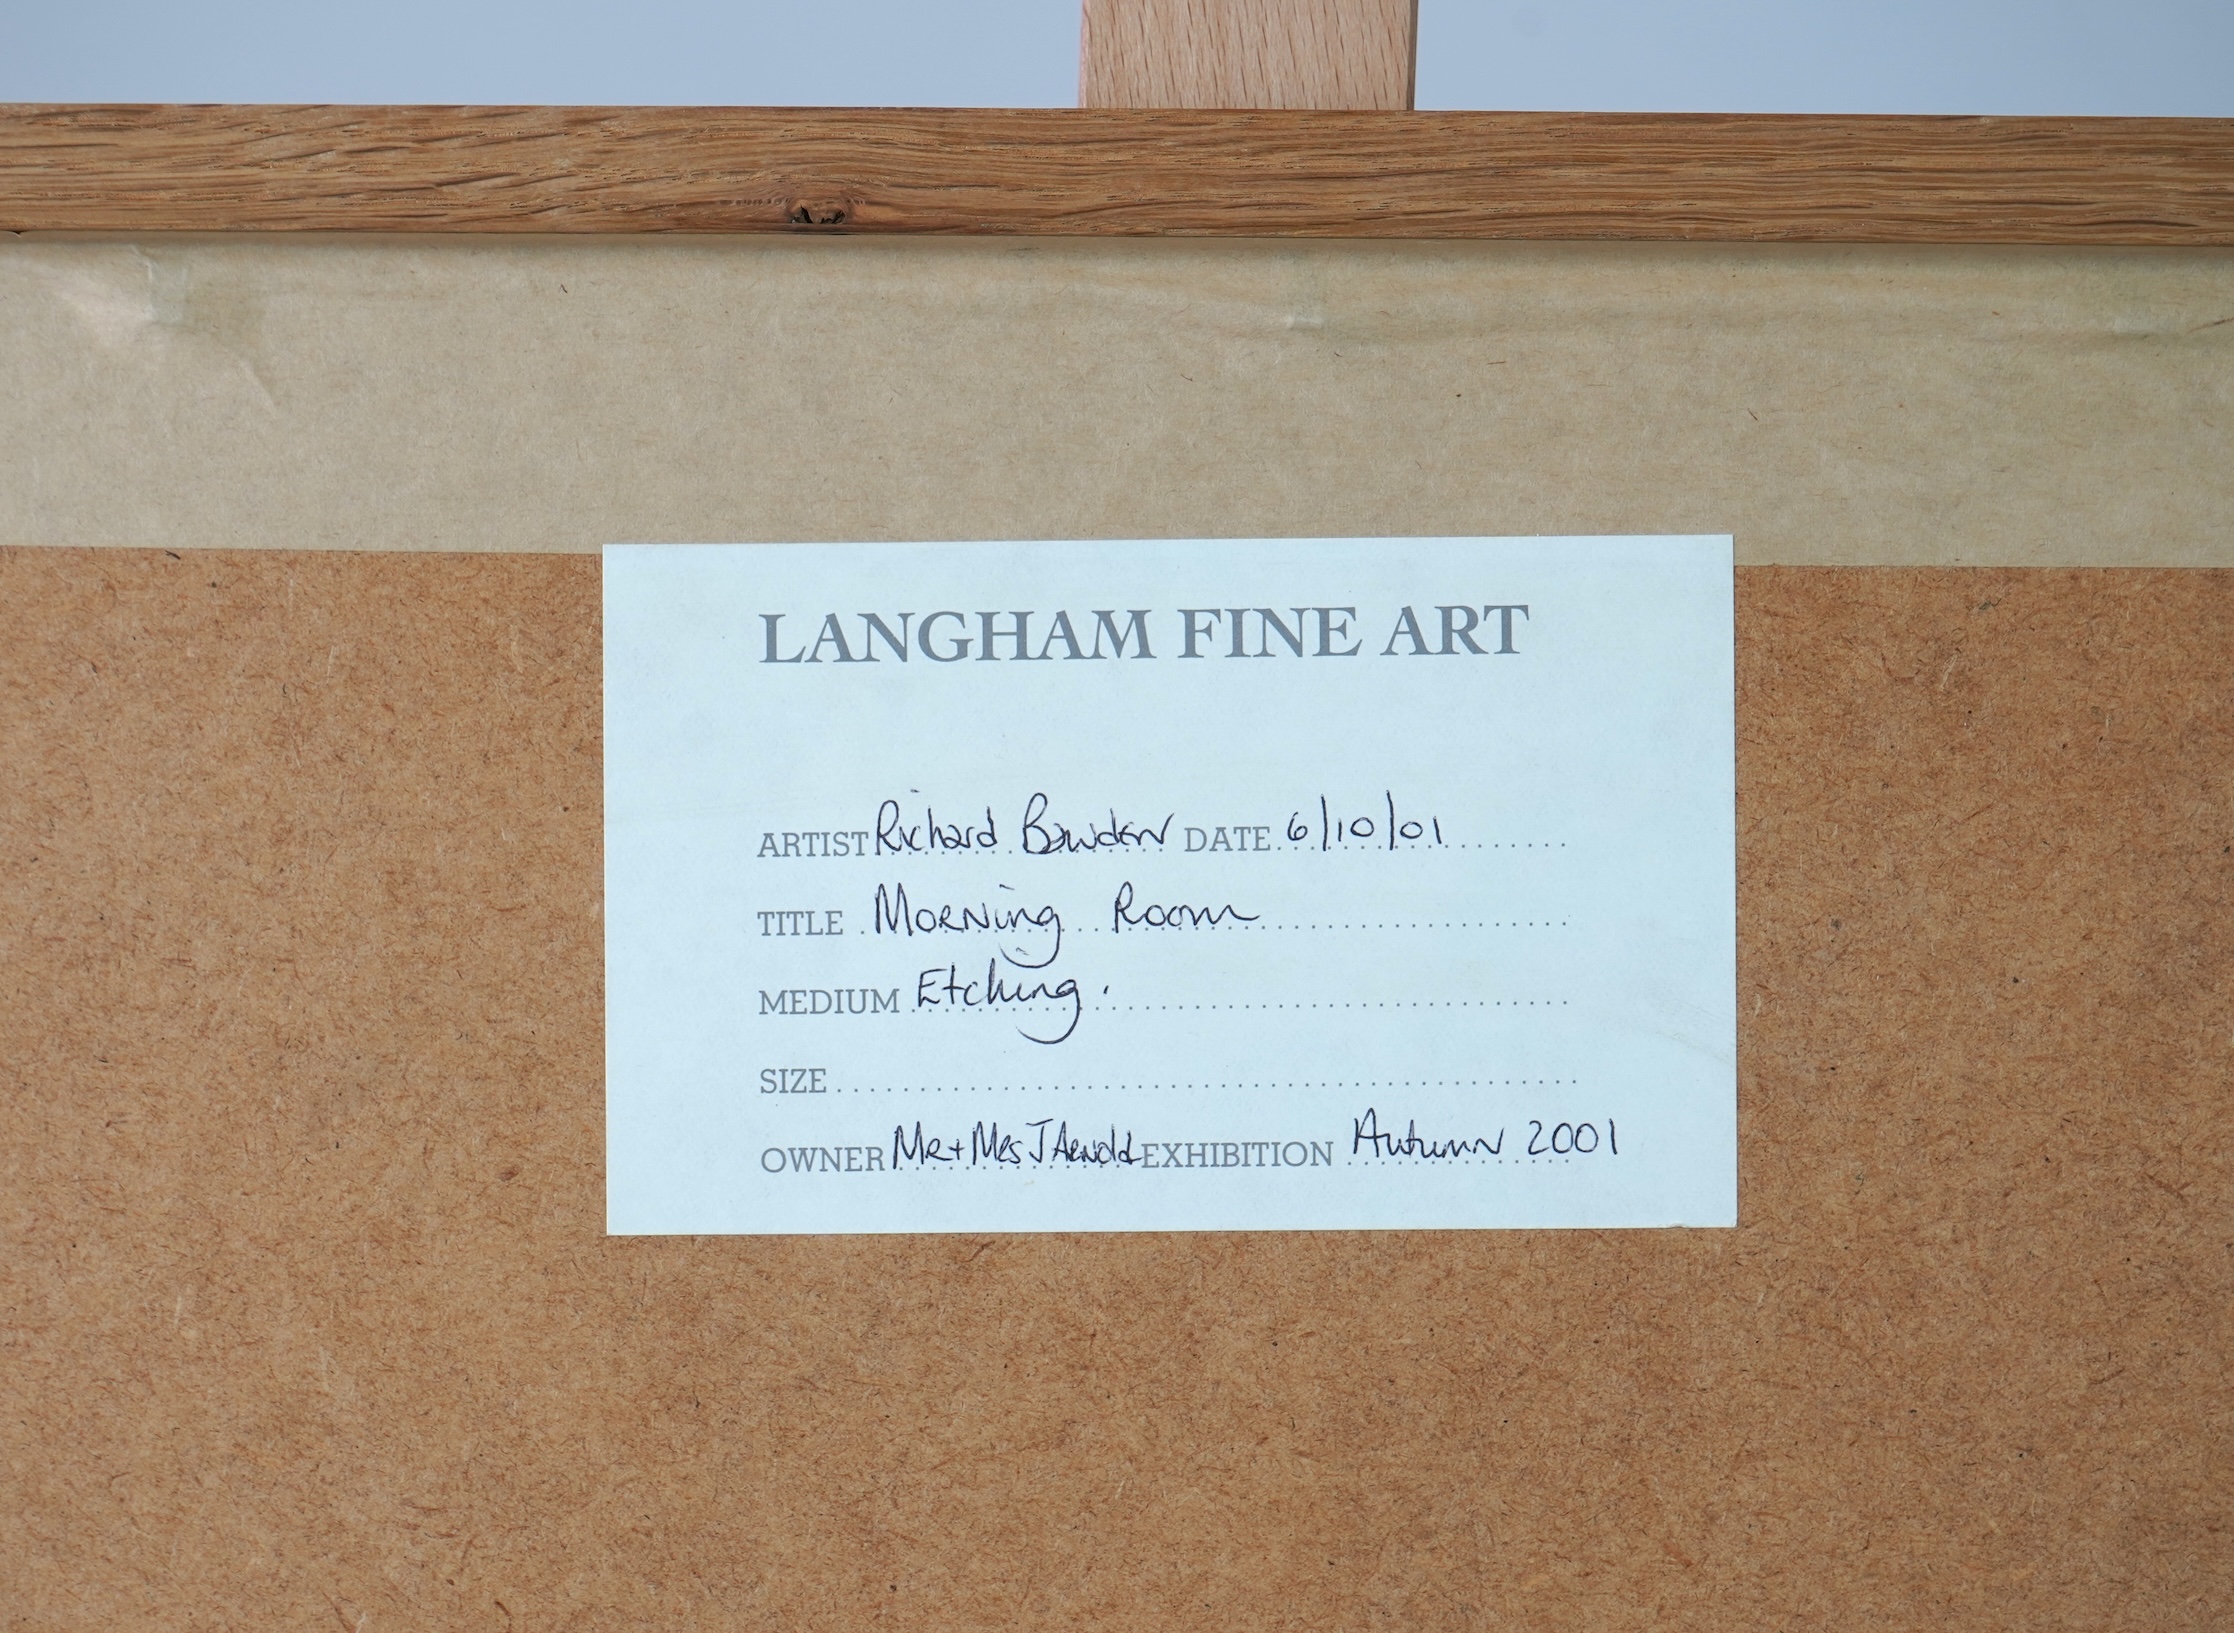 LANGHAM FINE ART
ARTIST Richard Bawden DATE 6/10/01
TITLE Morning Room
MEDIUM Etching.
SIZE
OWNER Mr + Mrs J Arnold EXHIBITION Autumn 2001